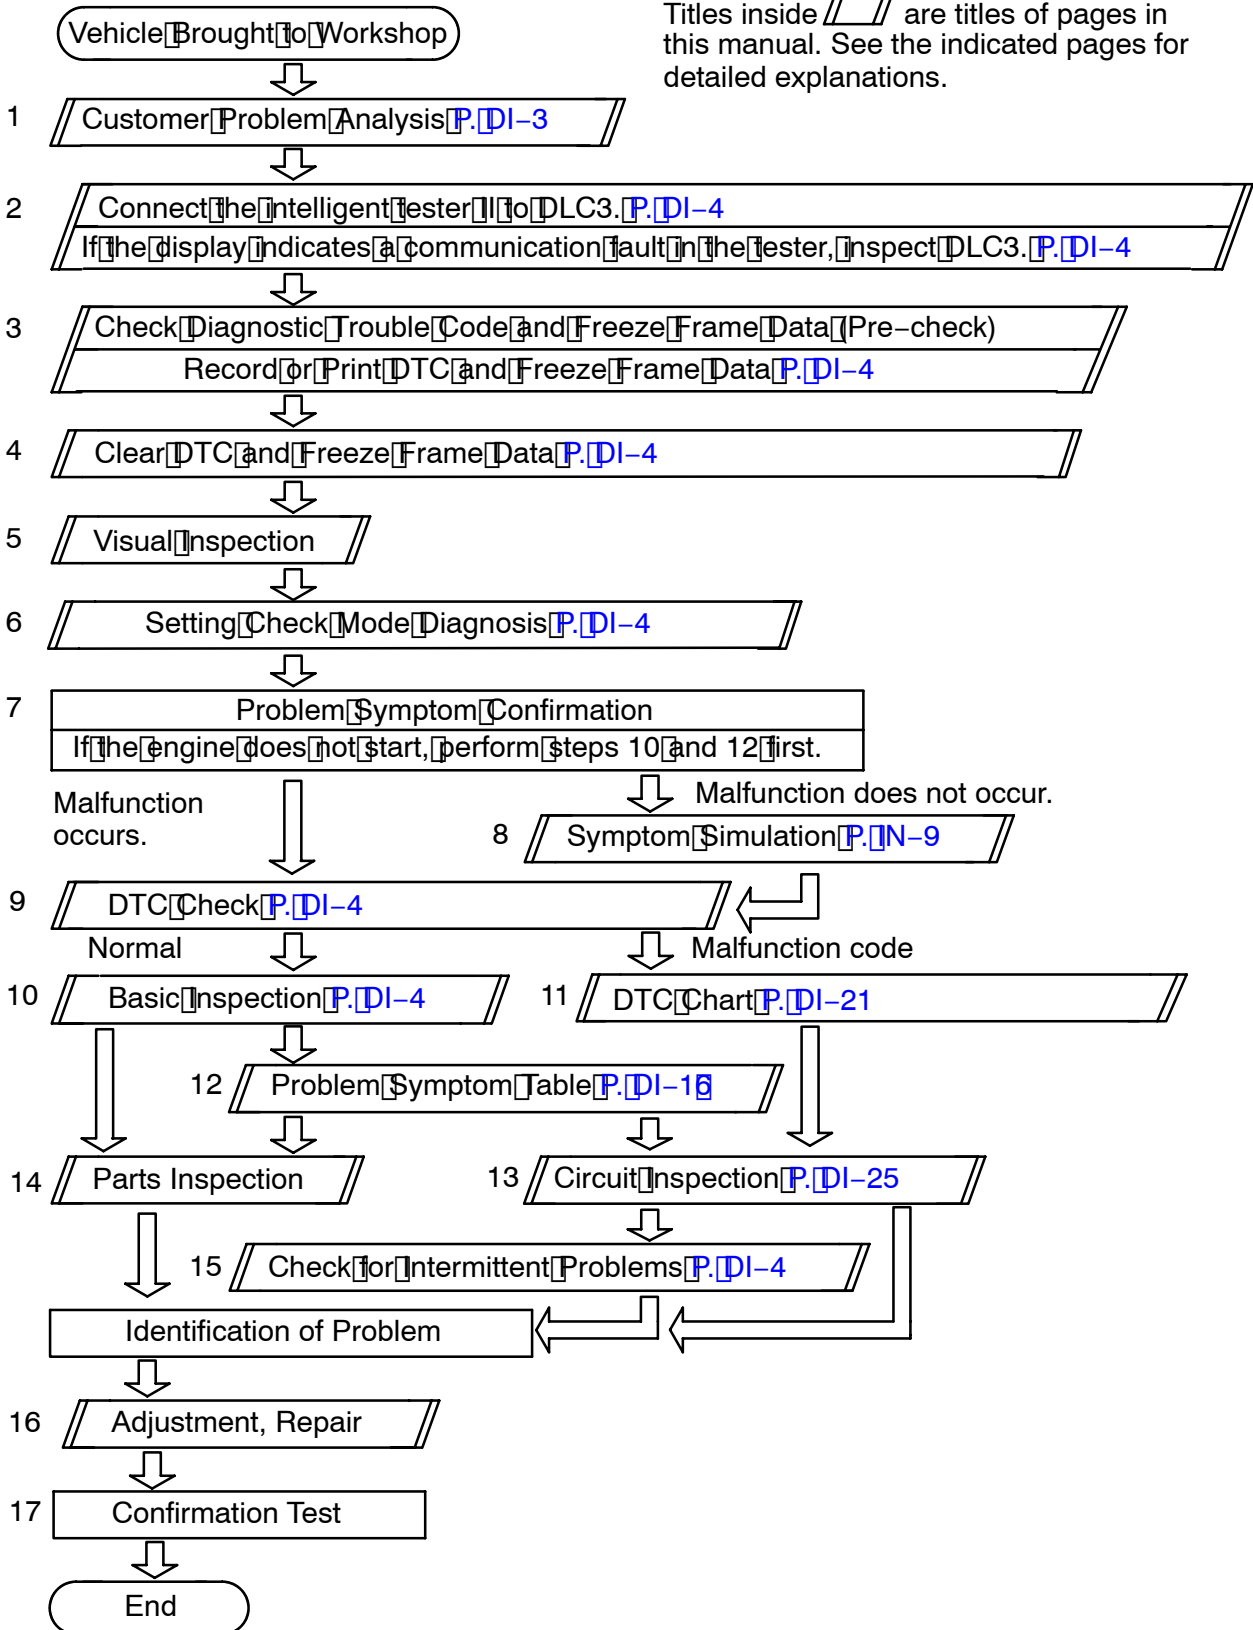 Vehicle Brought to Workshop
Titles inside are titles of pages in
this manual. See the indicated pages for
detailed explanations.
1 Customer Problem Analysis P. DI–3
2 Connect the intelligent tester II to DLC3. P. DI–4
If the display indicates a communication fault in the tester, inspect DLC3. P. DI–4
3 Check Diagnostic Trouble Code and Freeze Frame Data (Pre–check)
Record or Print DTC and Freeze Frame Data P. DI–4
4 Clear DTC and Freeze Frame Data P. DI–4
5 Visual Inspection
6 Setting Check Mode Diagnosis P. DI–4
7 Problem Symptom Confirmation
If the engine does not start, perform steps 10 and 12 first.
Malfunction
occurs.
Malfunction does not occur.
8 Symptom Simulation P. IN–9
9 DTC Check P. DI–4
Normal
Malfunction code
10 Basic Inspection P. DI–4
11 DTC Chart P. DI–21
12 Problem Symptom Table P. DI–16
14 Parts Inspection
13 Circuit Inspection P. DI–25
15 Check for Intermittent Problems P. DI–4
Identification of Problem
16 Adjustment, Repair
17 Confirmation Test
End